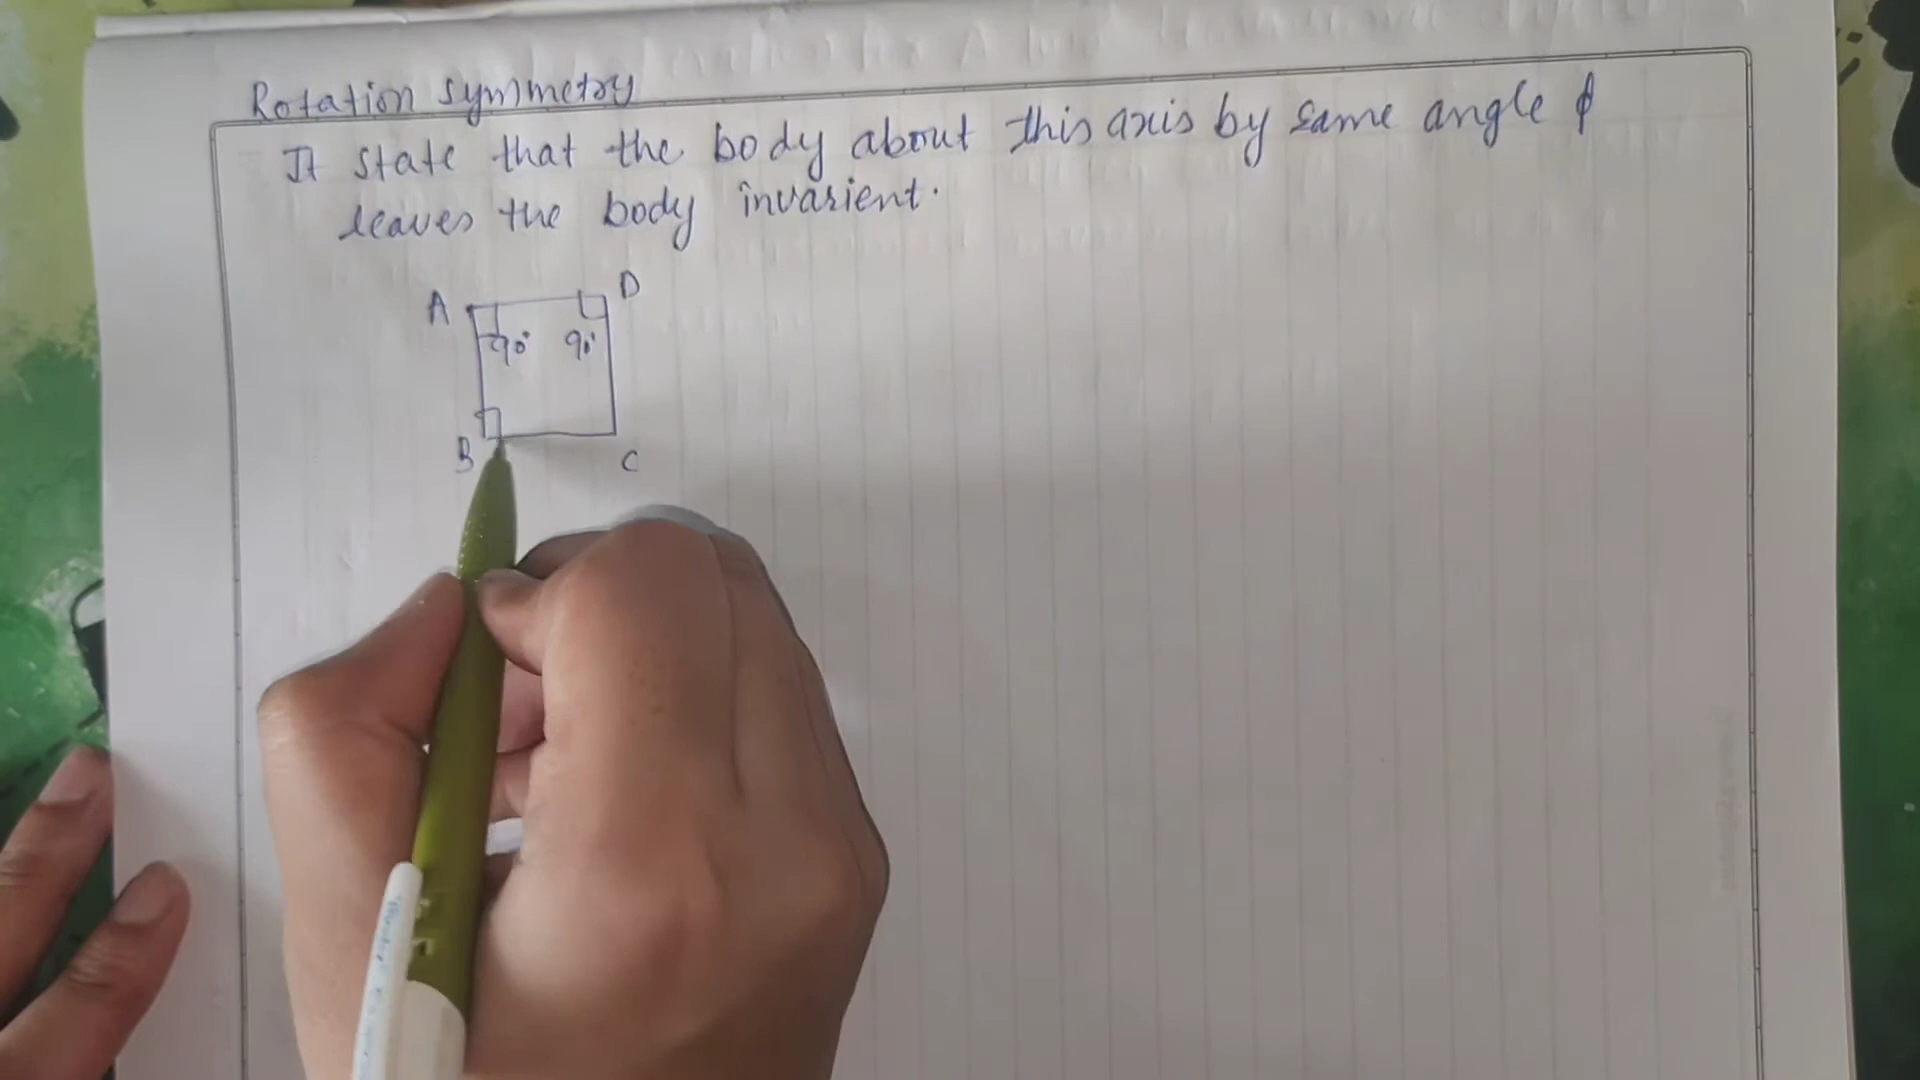 Rotation symmetry
It state that the body about this axis by same angle ϕ
leaves the body invarient.
A D
90° 90°
B C